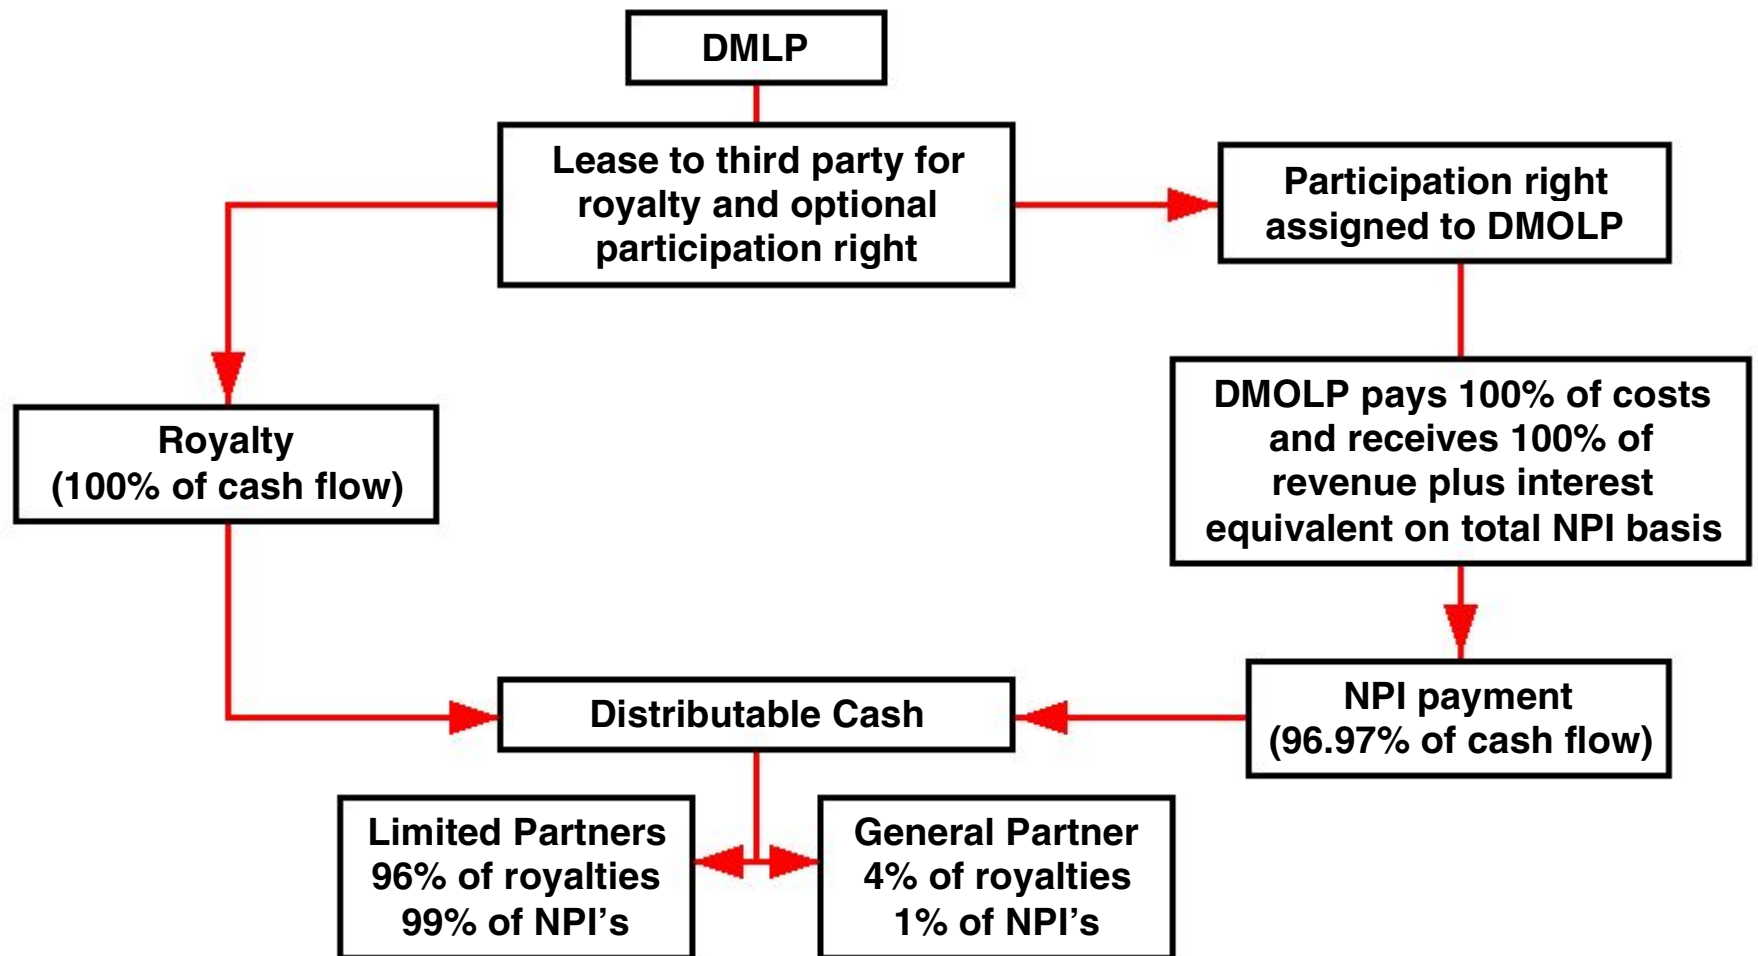 DMLP
Lease to third party for
royalty and optional
participation right
Participation right
assigned to DMOLP
Royalty
(100% of cash flow)
DMOLP pays 100% of costs
and receives 100% of
revenue plus interest
equivalent on total NPI basis
Distributable Cash
NPI payment
(96.97% of cash flow)
Limited Partners
96% of royalties
99% of NPI’s
General Partner
4% of royalties
1% of NPI’s